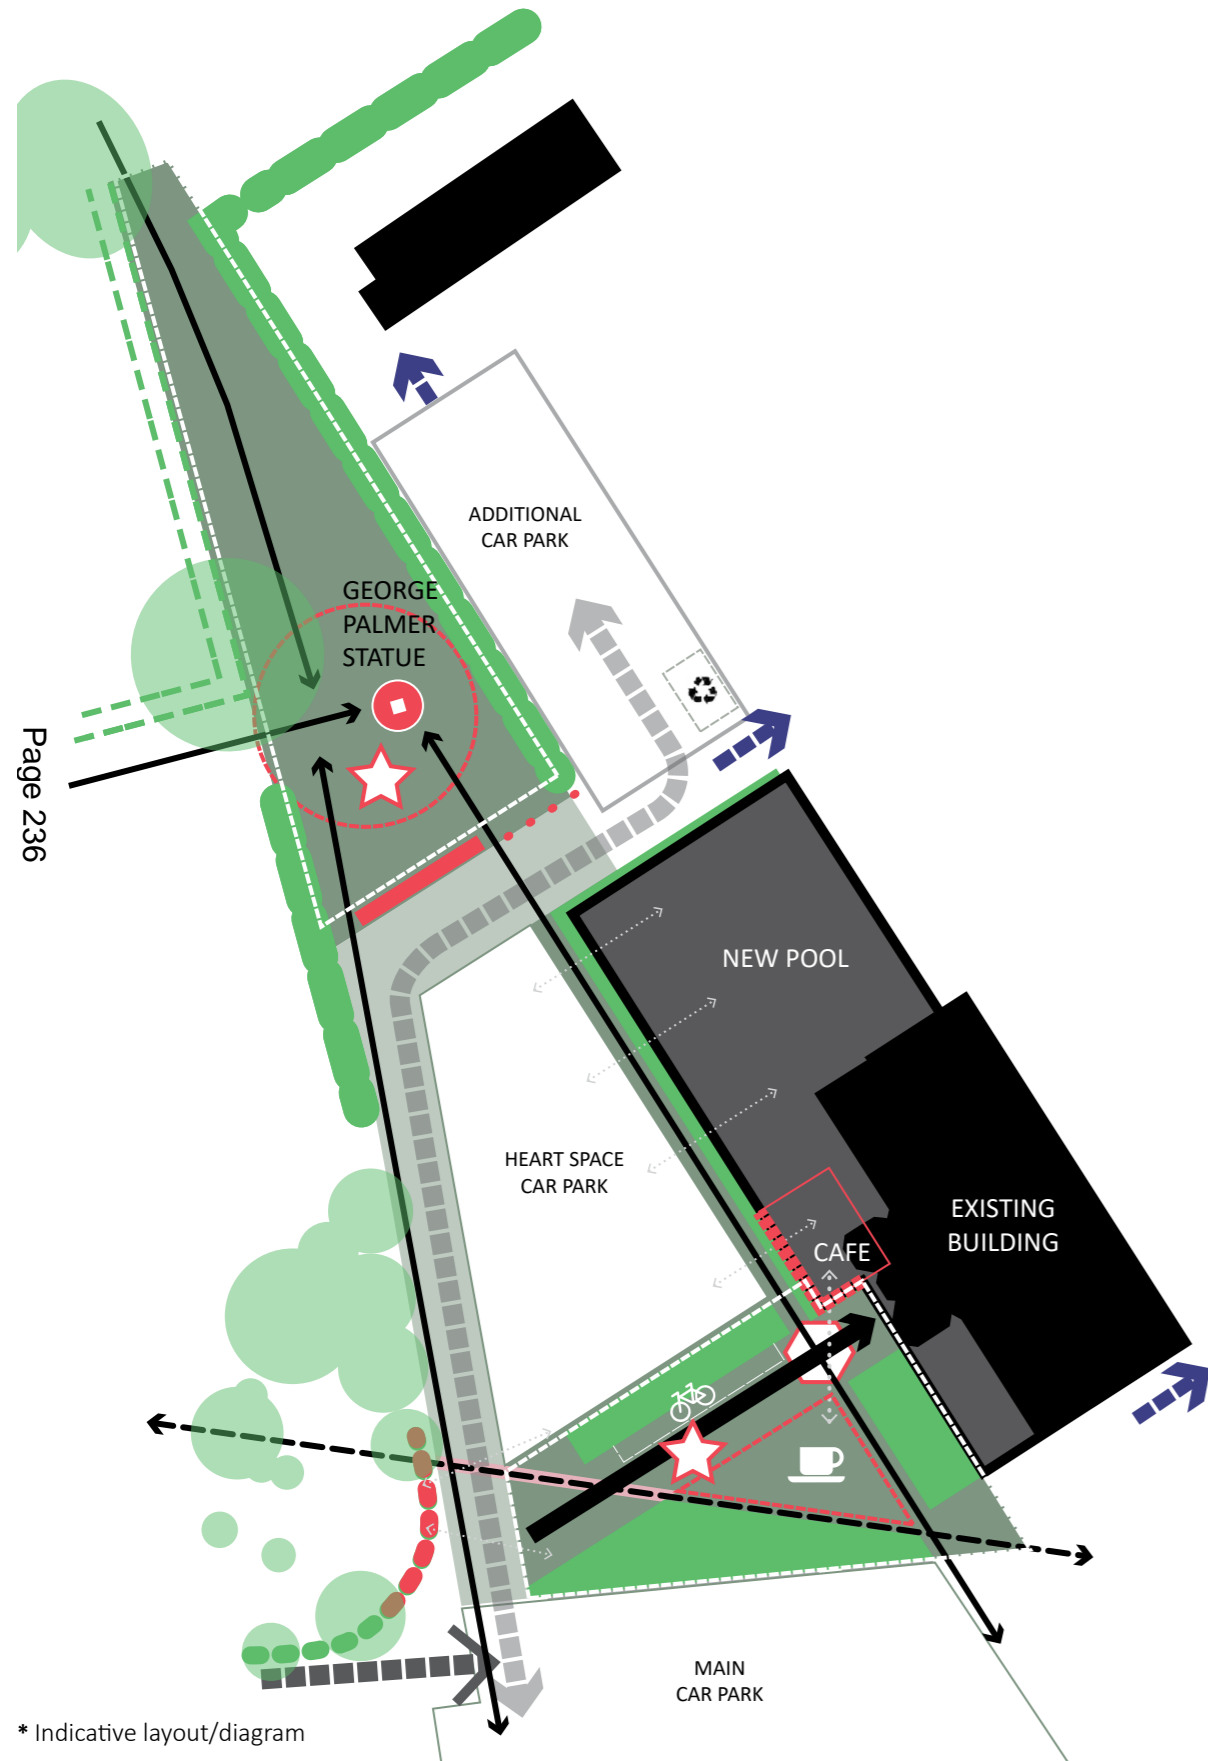 ADDITIONAL
CAR PARK
GEORGE
PALMER
STATUE
Page 236
NEW POOL
HEART SPACE
CAR PARK
EXISTING
BUILDING
CAFE
MAIN
CAR PARK
* Indicative layout/diagram